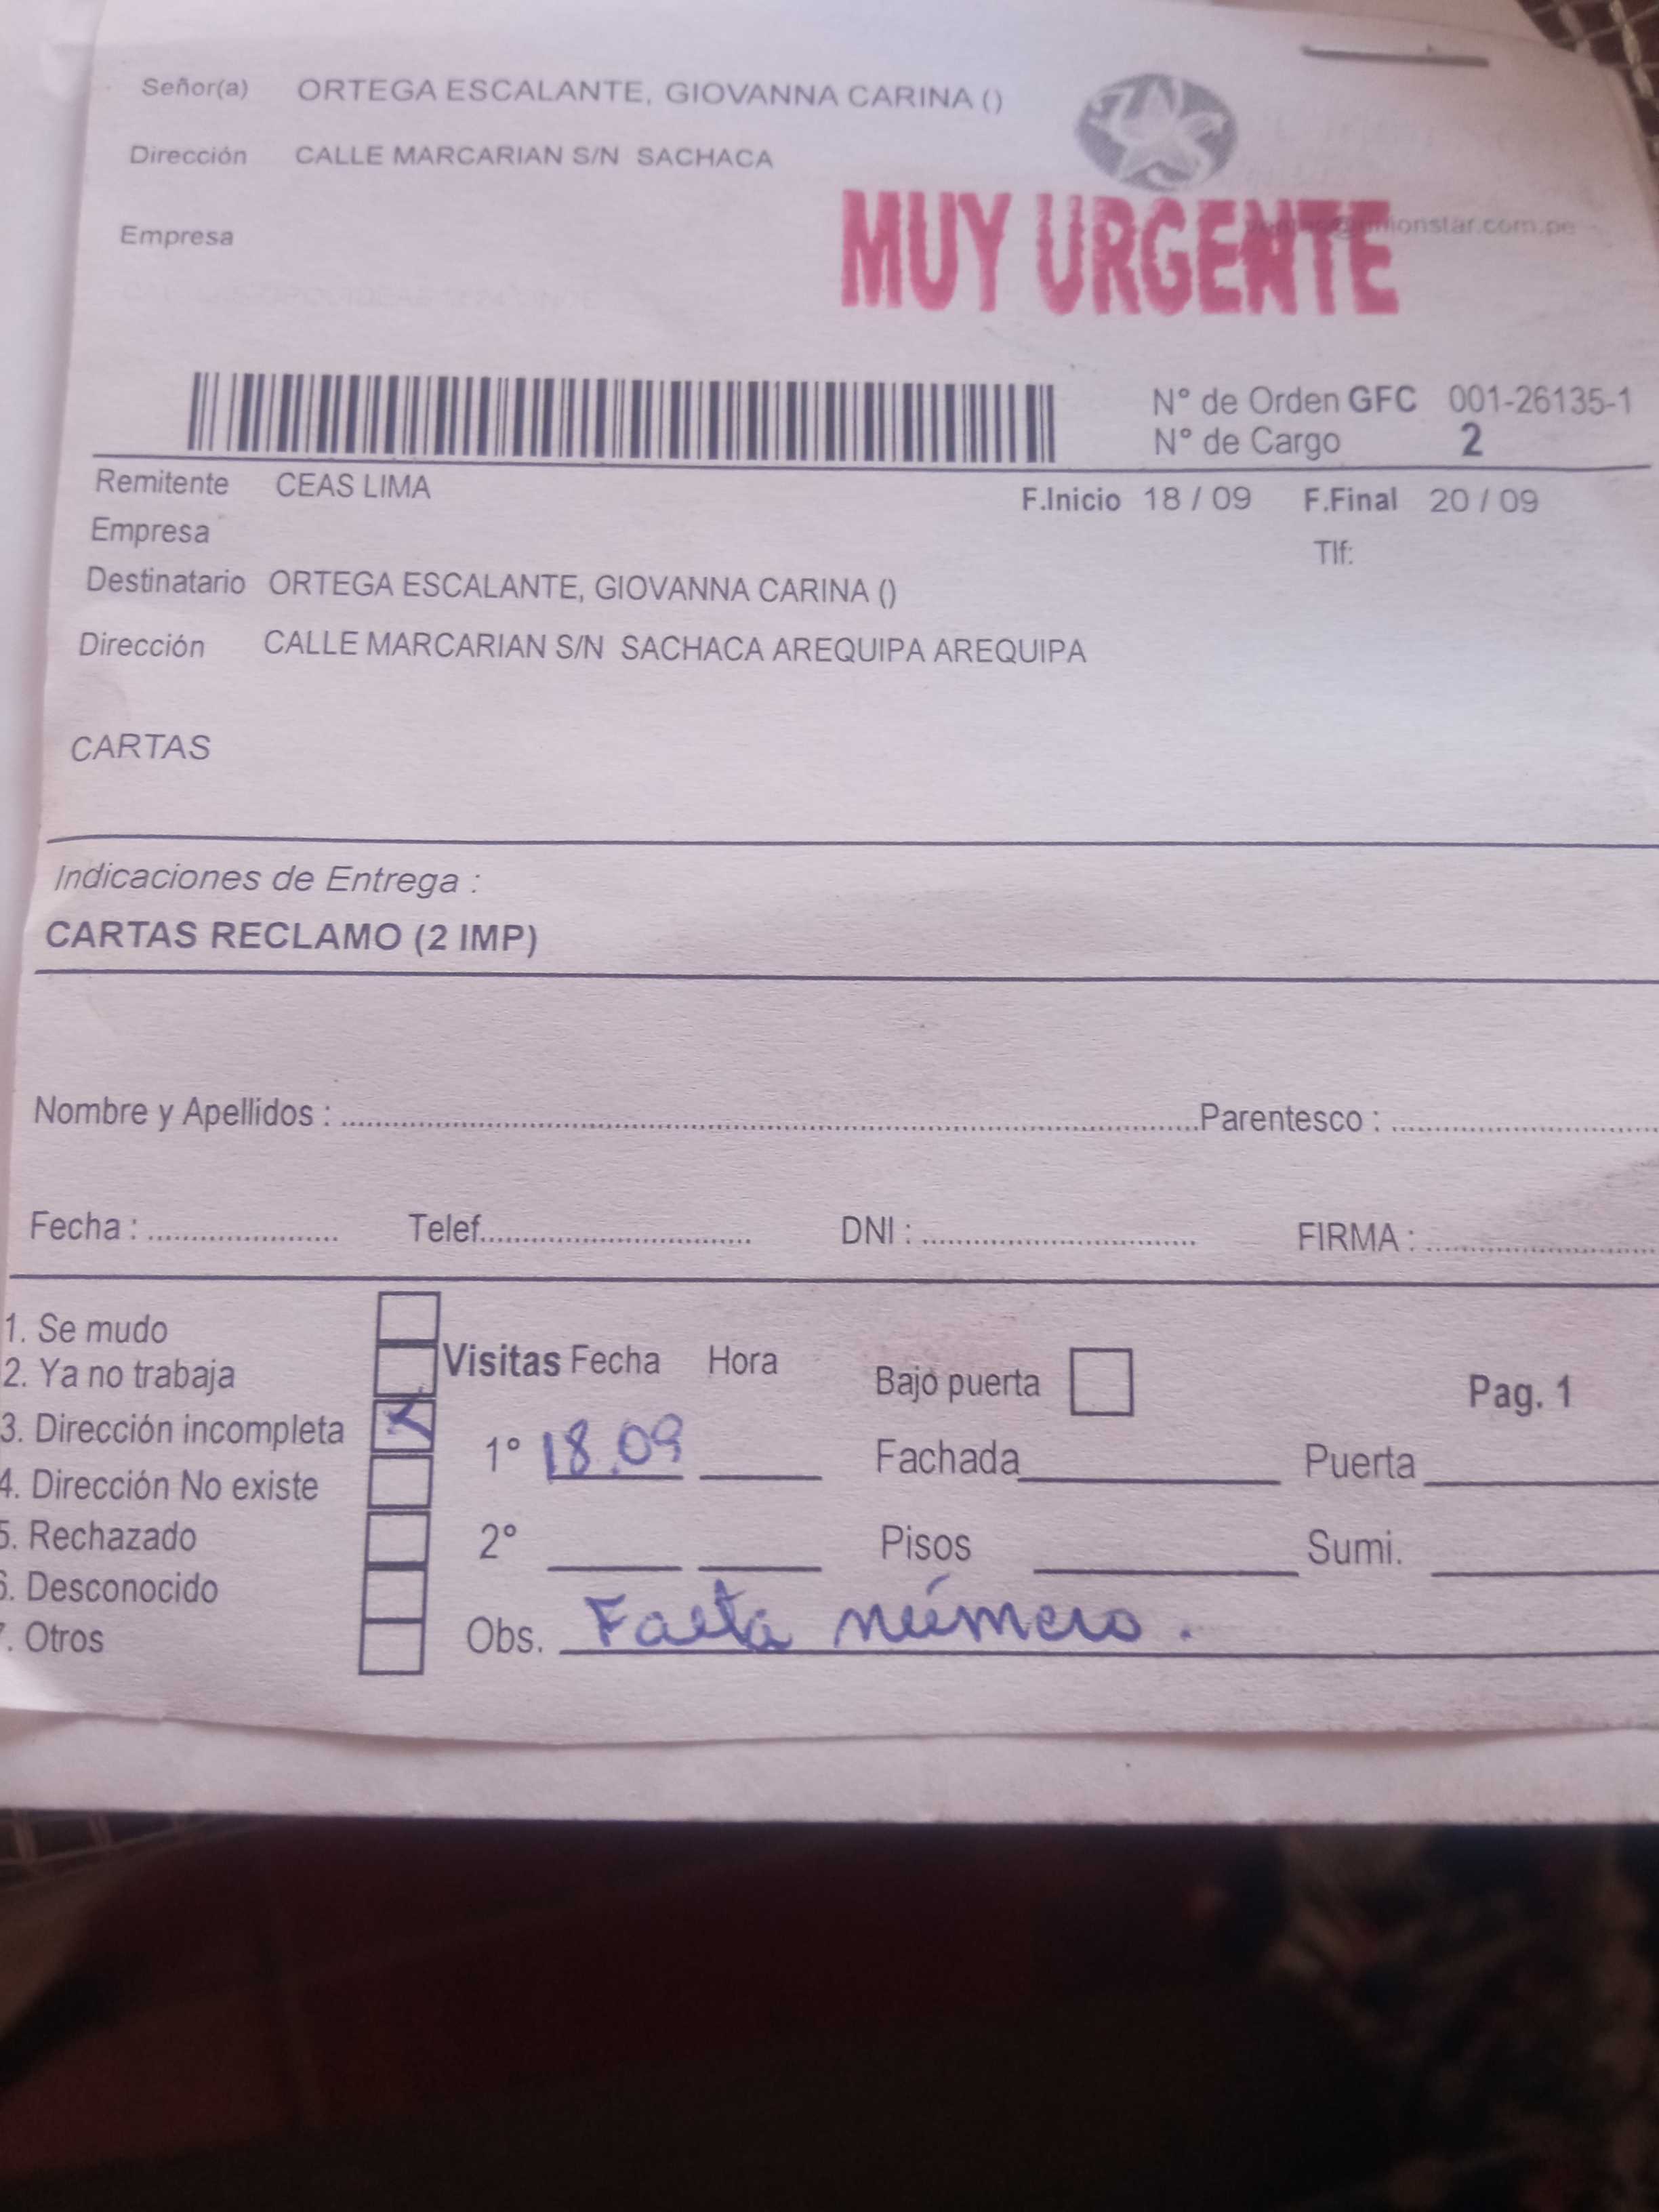 Señor(a) ORTEGA ESCALANTE, GIOVANNA CARINA ()
Dirección CALLE MARCARIAN S/N SACHACA
MUY URGENTE
onstar.com.pe
Empresa
N° de Orden GFC 001-26135-1
N° de Cargo 2
Remitente CEAS LIMA
F.Inicio 18 / 09 F.Final 20 / 09
Empresa
Tlf:
Destinatario ORTEGA ESCALANTE, GIOVANNA CARINA ()
Dirección CALLE MARCARIAN S/N SACHACA AREQUIPA AREQUIPA
CARTAS
Indicaciones de Entrega :
CARTAS RECLAMO (2 IMP)
Nombre y Apellidos : Parentesco :
Fecha : Telef. DNI : FIRMA :
1. Se mudo
2. Ya no trabaja
3. Dirección incompleta
4. Dirección No existe
5. Rechazado
6. Desconocido
7. Otros
Visitas Fecha Hora
Bajo puerta
Pag. 1
1° 18.09
Fachada Puerta
2°
Pisos Sumi.
Obs. Falta número.